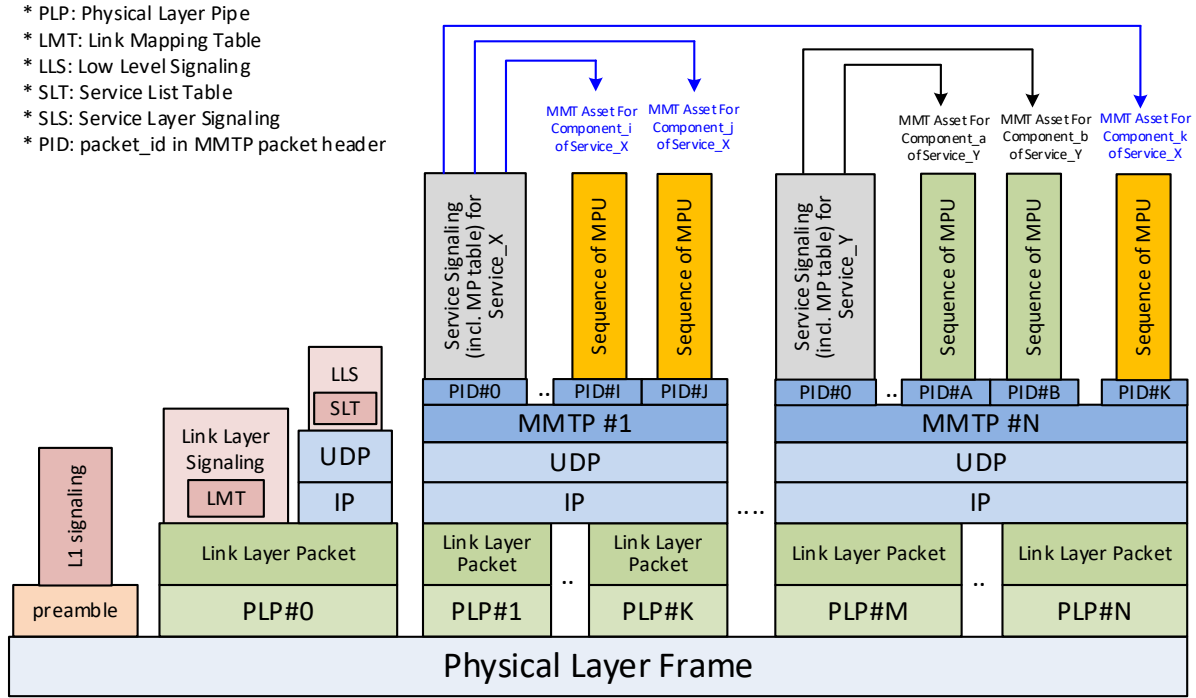 * PLP: Physical Layer Pipe
* LMT: Link Mapping Table
* LLS: Low Level Signaling
* SLT: Service List Table
* SLS: Service Layer Signaling
* PID: packet_id in MMTP packet header
MMT Asset For
Component_i
of Service_X
MMT Asset For
Component_j
of Service_X
MMT Asset For
Component_a
of Service_Y
MMT Asset For
Component_b
of Service_Y
MMT Asset For
Component_k
of Service_X
Service Signaling
(incl. MP table) for
Service_X
Sequence of MPU
Sequence of MPU
Service Signaling
(incl. MP table) for
Service_Y
Sequence of MPU
Sequence of MPU
Sequence of MPU
PID#0
..
PID#I
PID#J
PID#0
..
PID#A
PID#B
PID#K
MMTP #1
MMTP #N
LLS
SLT
UDP
UDP
UDP
Link Layer
Signaling
LMT
IP
IP
....
IP
L1 signaling
Link Layer Packet
Link Layer
Packet
..
Link Layer
Packet
Link Layer Packet
..
Link Layer Packet
preamble
PLP#0
PLP#1
PLP#K
PLP#M
PLP#N
Physical Layer Frame